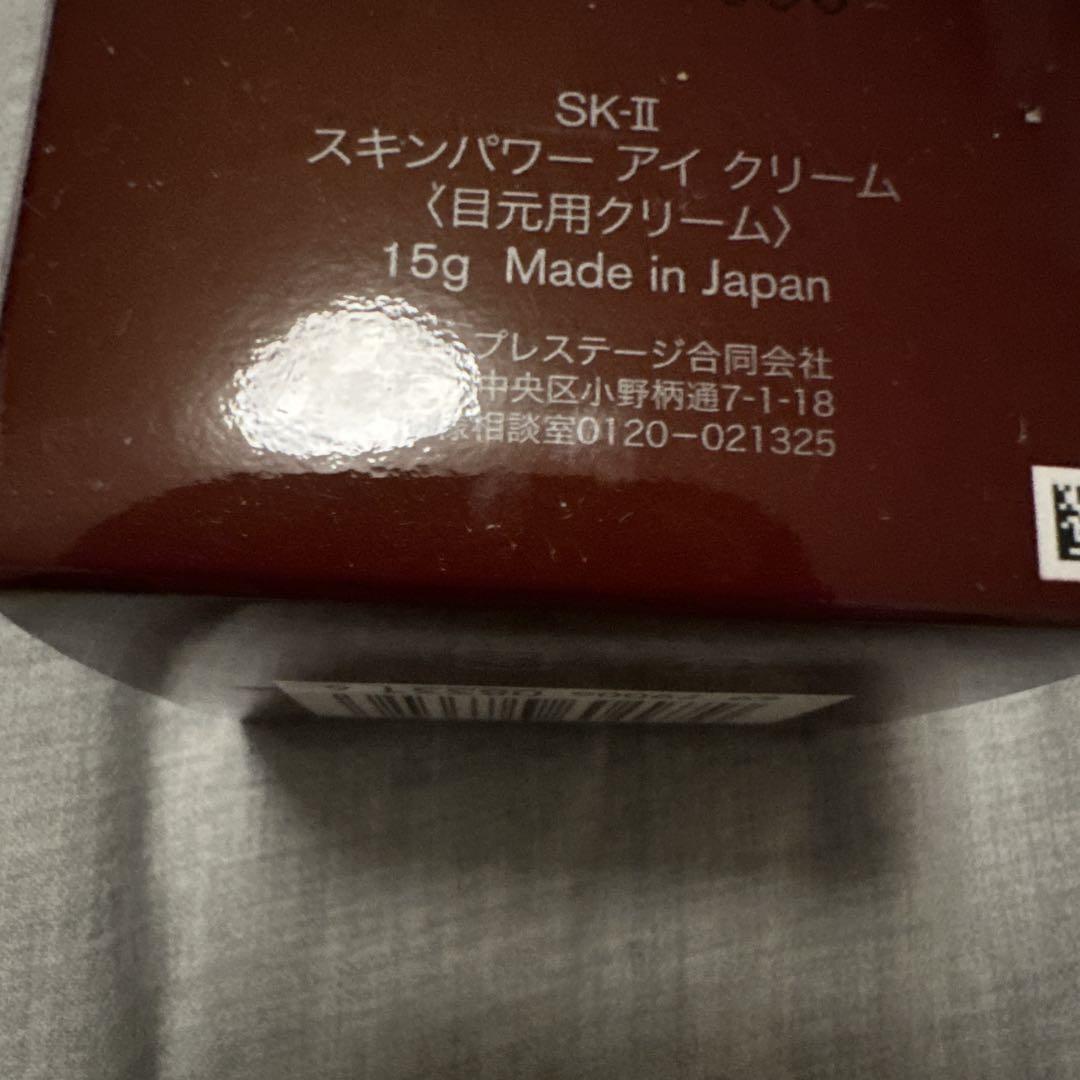 SK-Ⅱ
スキンパワー アイ クリーム
〈目元用クリーム〉
15g Made in Japan
プレステージ合同会社
中央区小野柄通7-1-18
相談室0120-021325